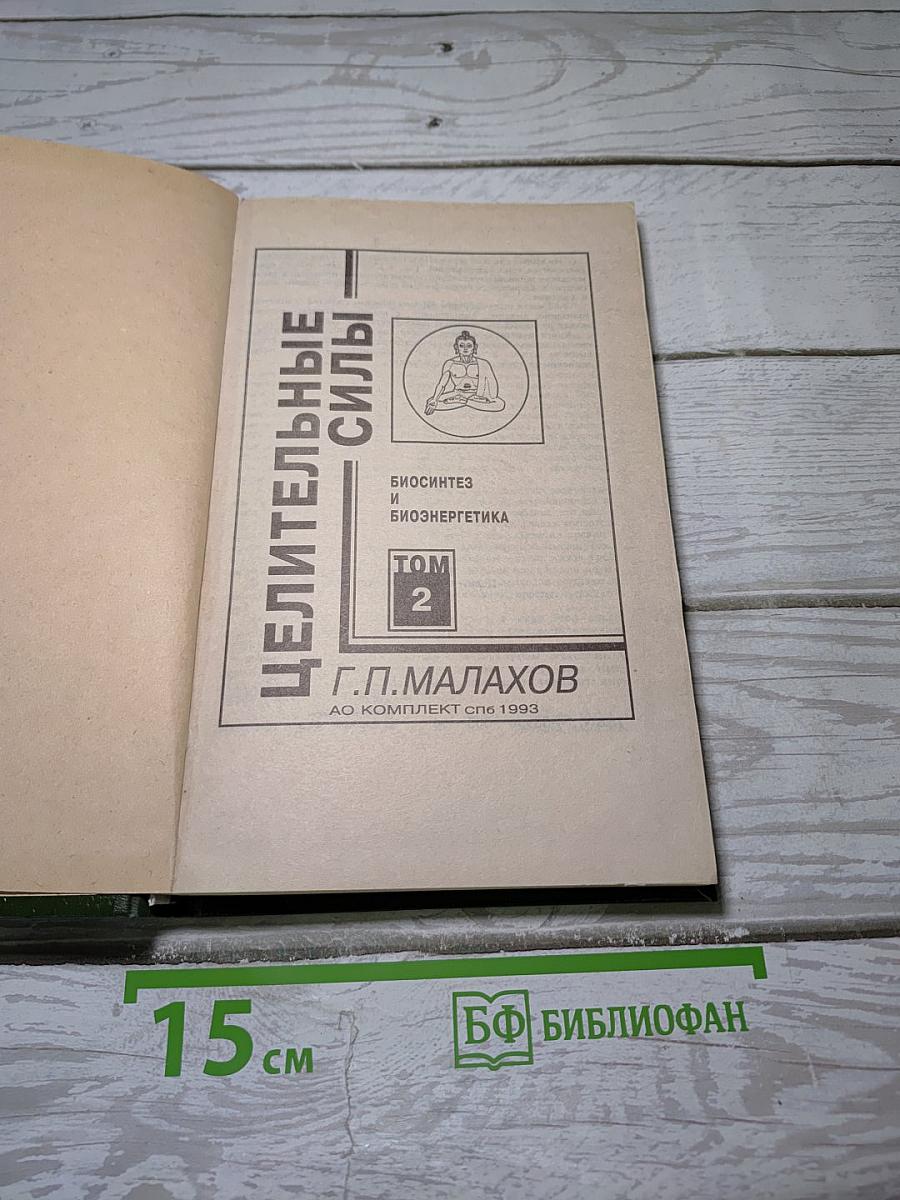 ЦЕЛИТЕЛЬНЫЕ
СИЛЫ
БИОСИНТЕЗ
И
БИОЭНЕРГЕТИКА
ТОМ
2
Г.П.МАЛАХОВ
АО КОМПЛЕКТ спб 1993
15 см
БФ БИБЛИОФАН